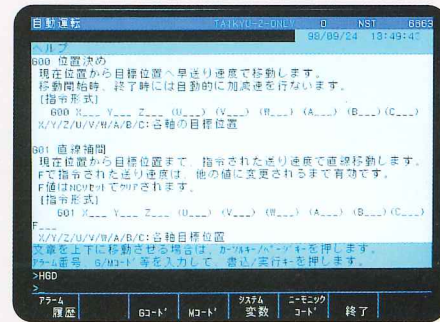 自動運転 TAIKYU-Z-ONLY O NST 6863
98/09/24 13:49:42
ヘルプ
G00 位置決め
現在位置から目標位置へ早送り速度で移動します。
移動開始時、終了時には自動的に加減速を行ないます。
[指令形式]
G00 X___ Y___ Z___ (U___) (V___) (W___) (A___) (B___)(C___)
X/Y/Z/U/V/W/A/B/C:各軸の目標位置
G01 直線補間
現在位置から目標位置まで、指令された送り速度で直線移動します。
Fで指令された送り速度は、他の値に変更されるまで有効です。
F値はNCリセットでクリアされます。
[指令形式]
G01 X___ Y___ Z___ (U___) (V___) (W___) (A___) (B___)(C___)
F___
X/Y/Z/U/V/W/A/B/C:各軸目標位置
文章を上下に移動させる場合は、カーソルキー/ページキーを押します。
アラーム番号、G/Mコード等を入力して、書込/実行キーを押します。
>HGD
>_
アラーム履歴 Gコード Mコード システム変数 ニーモニックコード 終了